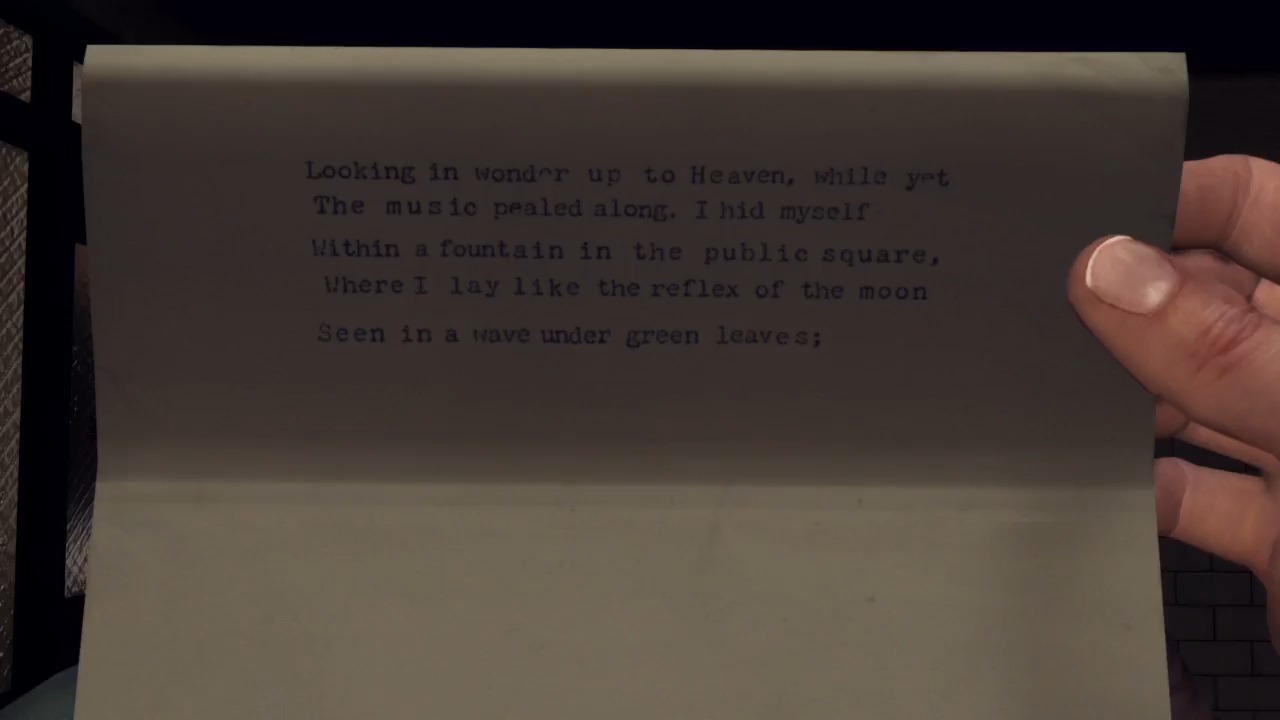 Looking in wonder up to Heaven, while yet
The music pealed along. I hid myself
Within a fountain in the public square,
Where I lay like the reflex of the moon
Seen in a wave under green leaves;